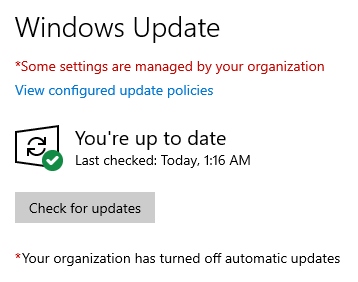 Windows Update
*Some settings are managed by your organization
View configured update policies
You're up to date
Last checked: Today, 1:16 AM
Check for updates
*Your organization has turned off automatic updates